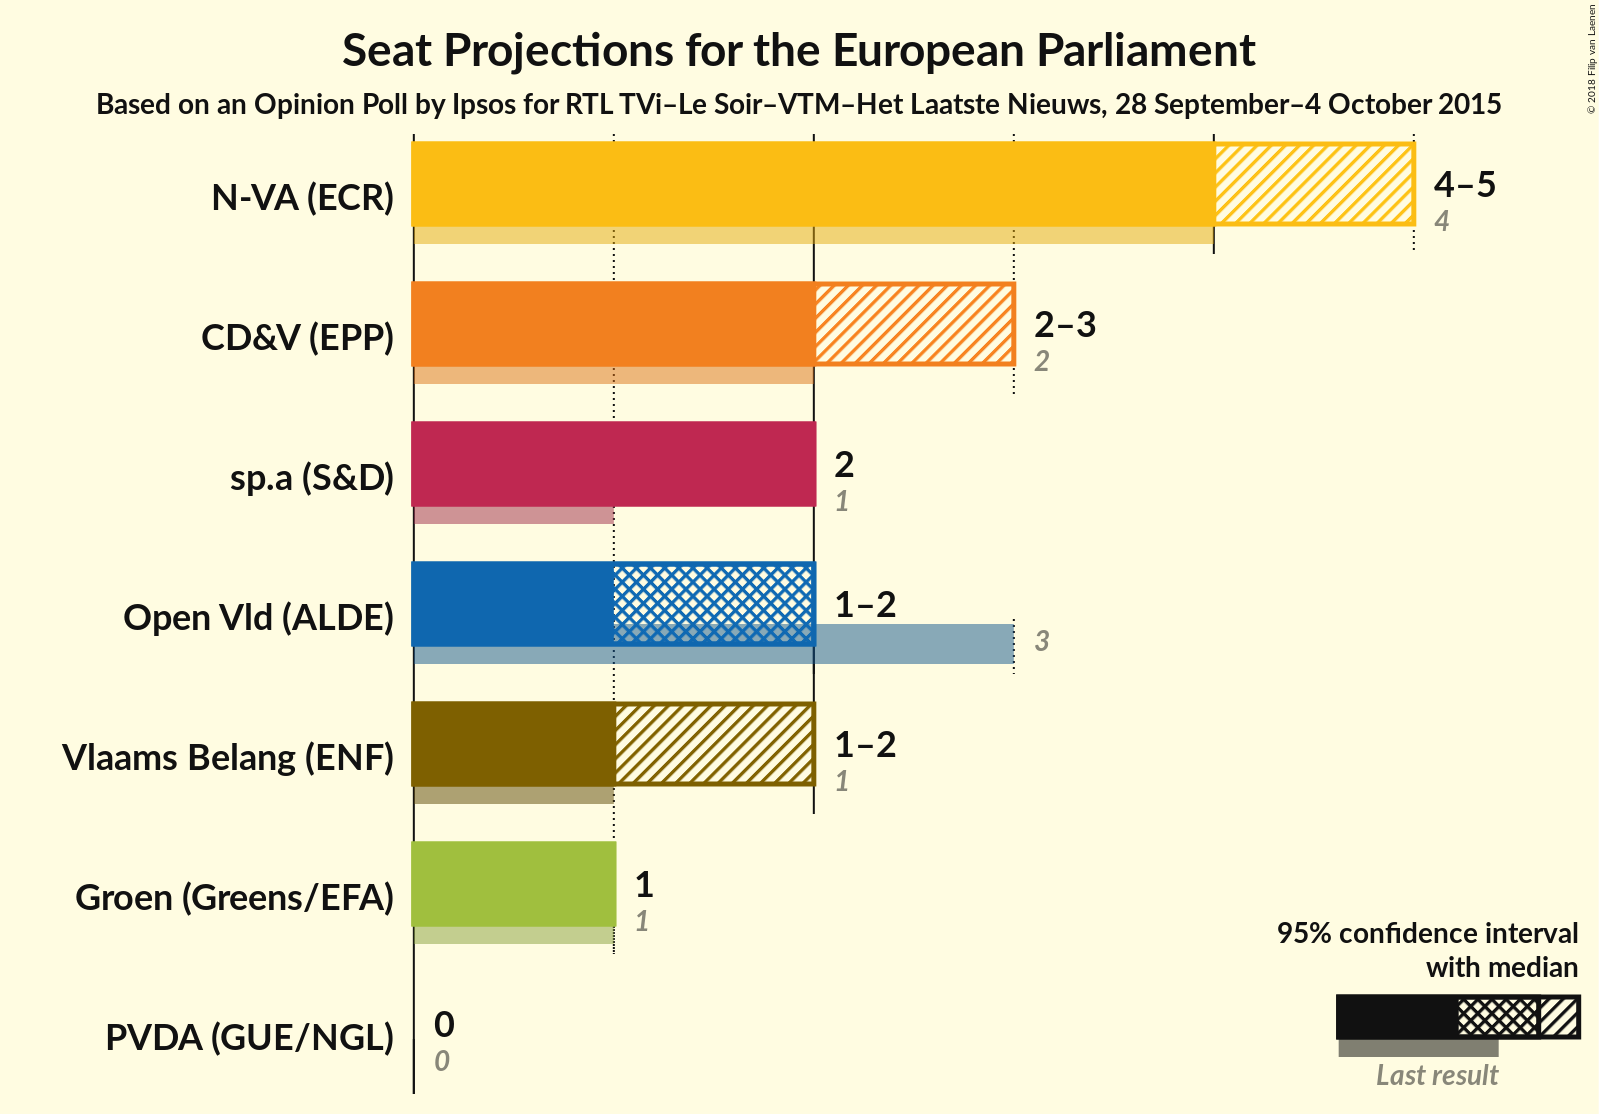 Seat Projections for the European Parliament
Based on an Opinion Poll by Ipsos for RTL TVi–Le Soir–VTM–Het Laatste Nieuws, 28 September–4 October 2015
© 2018 Filip van Laenen
N-VA (ECR)
4–5
4
CD&V (EPP)
2–3
2
sp.a (S&D)
2
1
Open Vld (ALDE)
1–2
3
Vlaams Belang (ENF)
1–2
1
Groen (Greens/EFA)
1
1
PVDA (GUE/NGL)
0
0
95% confidence interval
with median
Last result